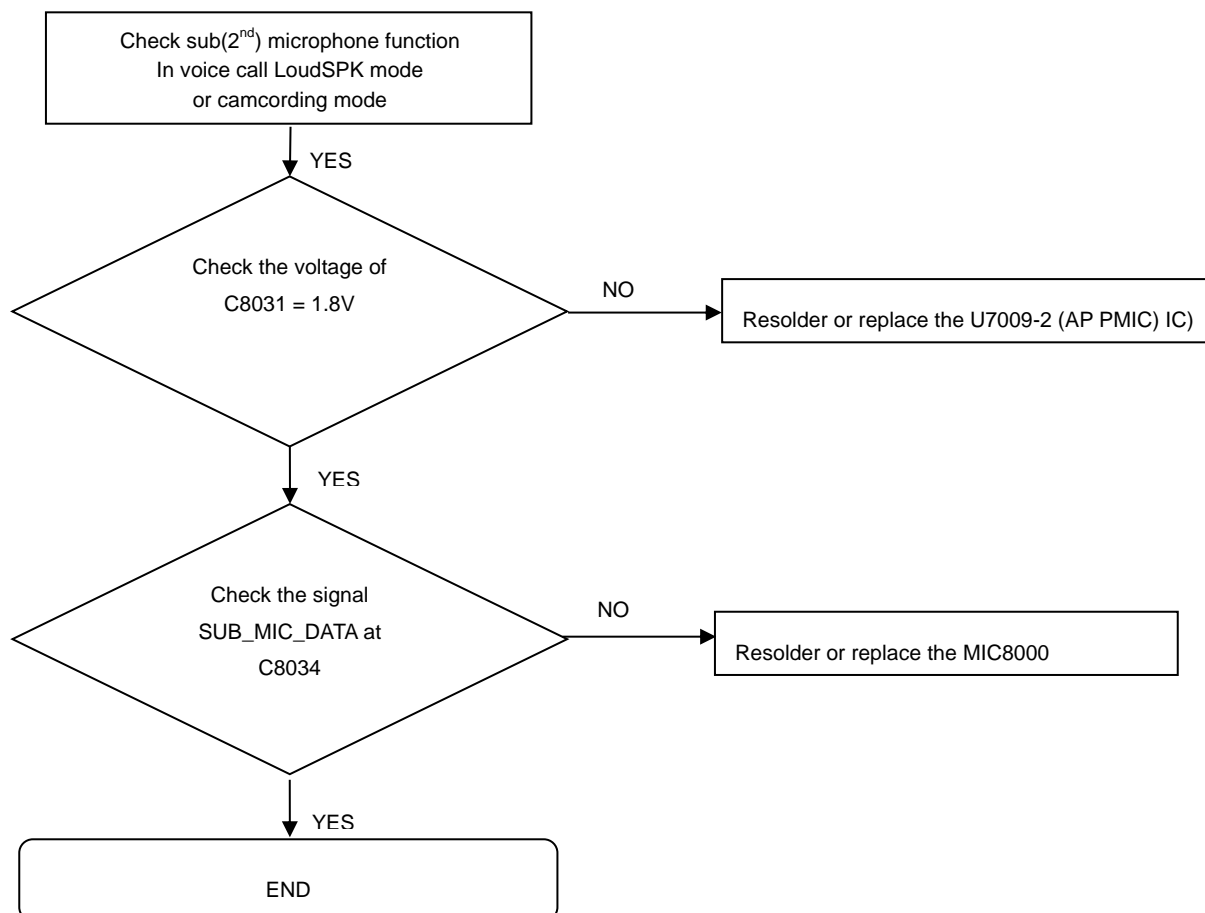 Check sub(2nd) microphone function
In voice call LoudSPK mode
or camcording mode
YES
Check the voltage of
C8031 = 1.8V
NO
Resolder or replace the U7009-2 (AP PMIC) IC)
YES
Check the signal
SUB_MIC_DATA at
C8034
NO
Resolder or replace the MIC8000
YES
END